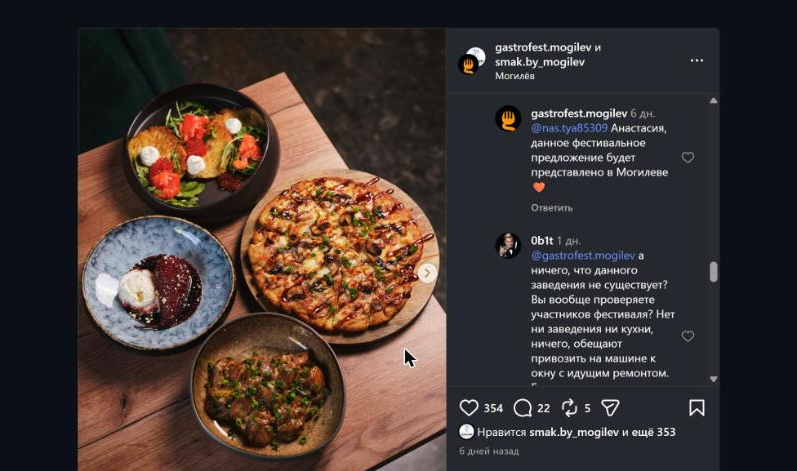 gastrofest.mogilev и
smak.by_mogilev
Могилёв
gastrofest.mogilev 6 дн.
@nas.tya85309 Анастасия,
данное фестивальное
предложение будет
представлено в Могилеве
Ответить
0b1t 1 дн.
@gastrofest.mogilev а
ничего, что данного
заведения не существует?
Вы вообще проверяете
участников фестиваля? Нет
ни заведения ни кухни,
ничего, обещают
привозить на машине к
окну с идущим ремонтом.
354 22 5
Нравится smak.by_mogilev и ещё 353
6 дней назад